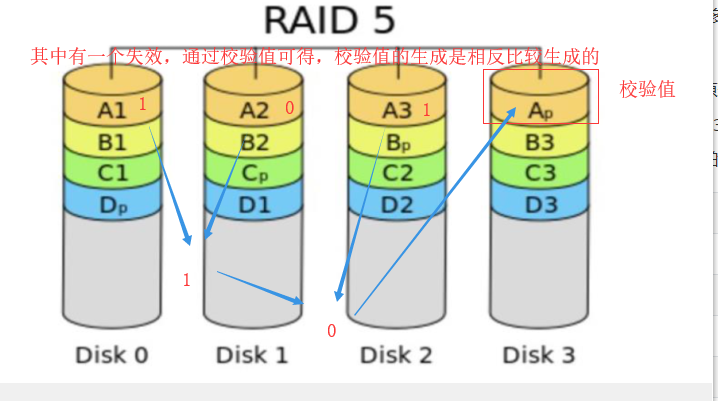 RAID 5
其中有一个失效，通过校验值可得，校验值的生成是相反比较生成的
A1 1 A2 0 A3 1 Ap 校验值
B1 B2 Bp B3
C1 Cp C2 C3
Dp D1 D2 D3
1
0
Disk 0 Disk 1 Disk 2 Disk 3